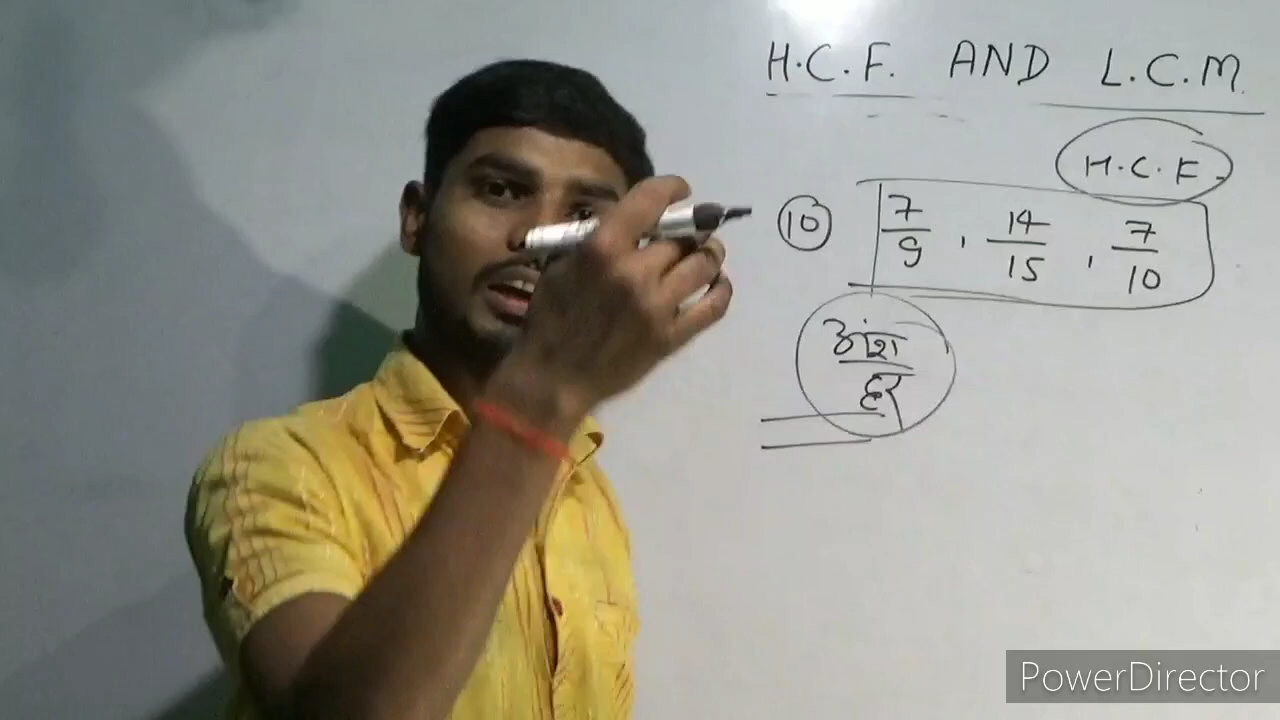 H.C.F. AND L.C.M.
H.C.F.
10 7/9, 14/15, 7/10
अंश
हर
PowerDirector